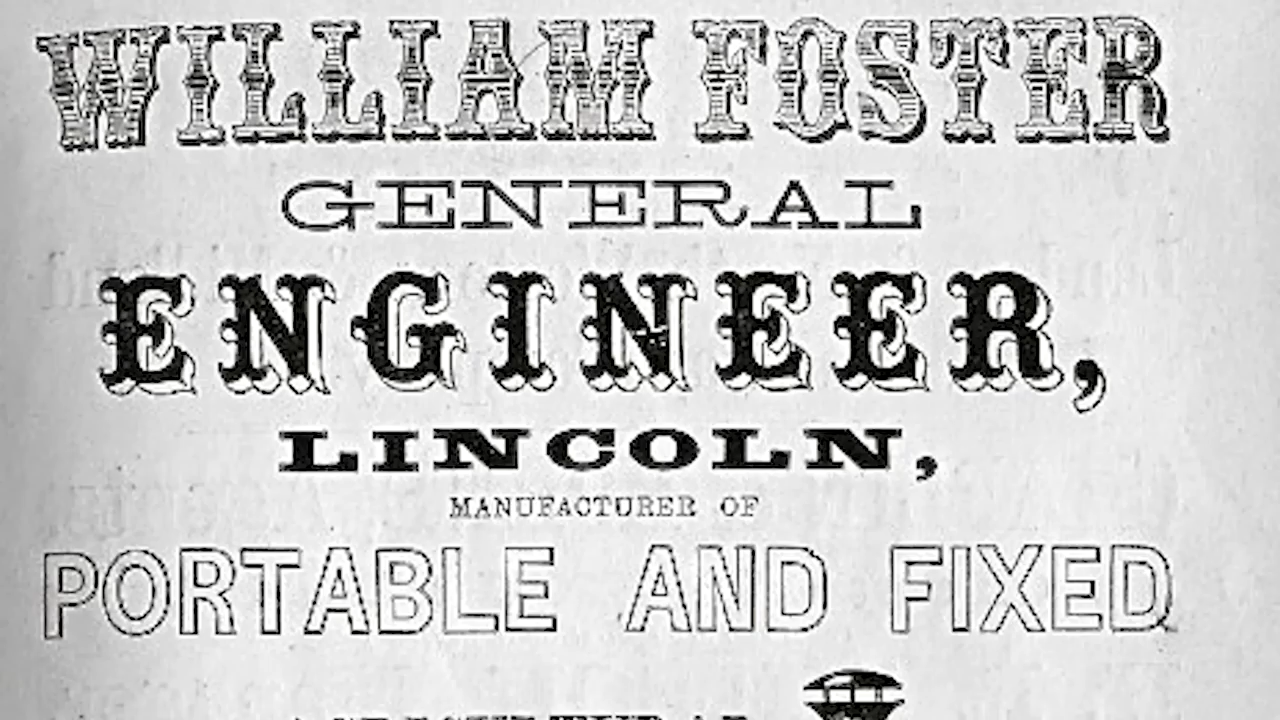 WILLIAM FOSTER
GENERAL
ENGINEER,
LINCOLN,
MANUFACTURER OF
PORTABLE AND FIXED